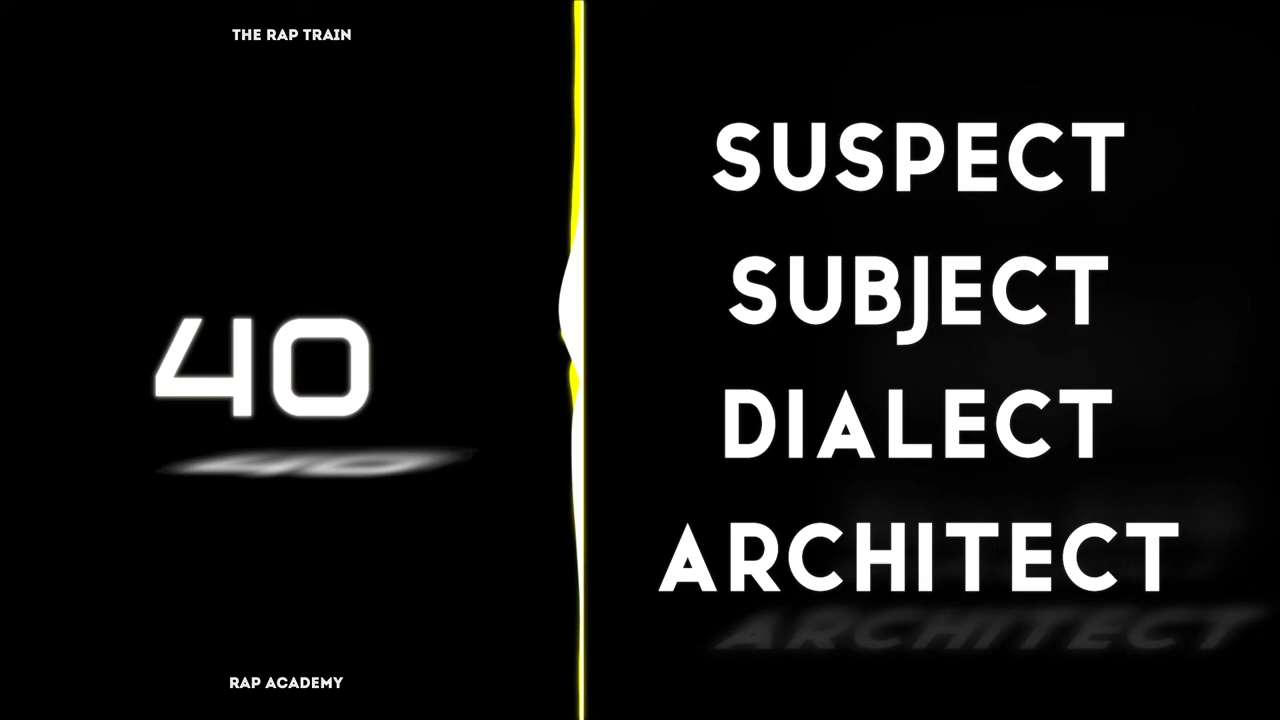 THE RAP TRAIN
40
RAP ACADEMY
SUSPECT
SUBJECT
DIALECT
ARCHITECT